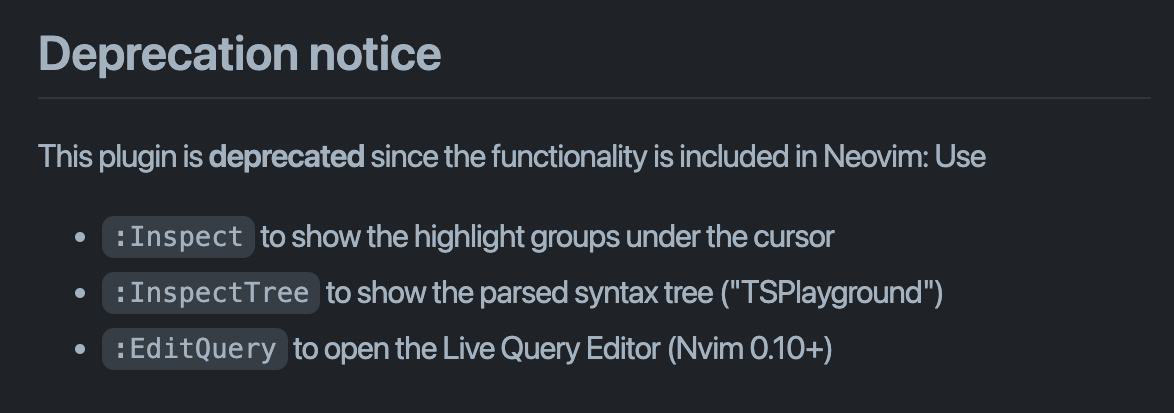 Deprecation notice
This plugin is deprecated since the functionality is included in Neovim: Use
:Inspect to show the highlight groups under the cursor
:InspectTree to show the parsed syntax tree ("TSPlayground")
:EditQuery to open the Live Query Editor (Nvim 0.10+)